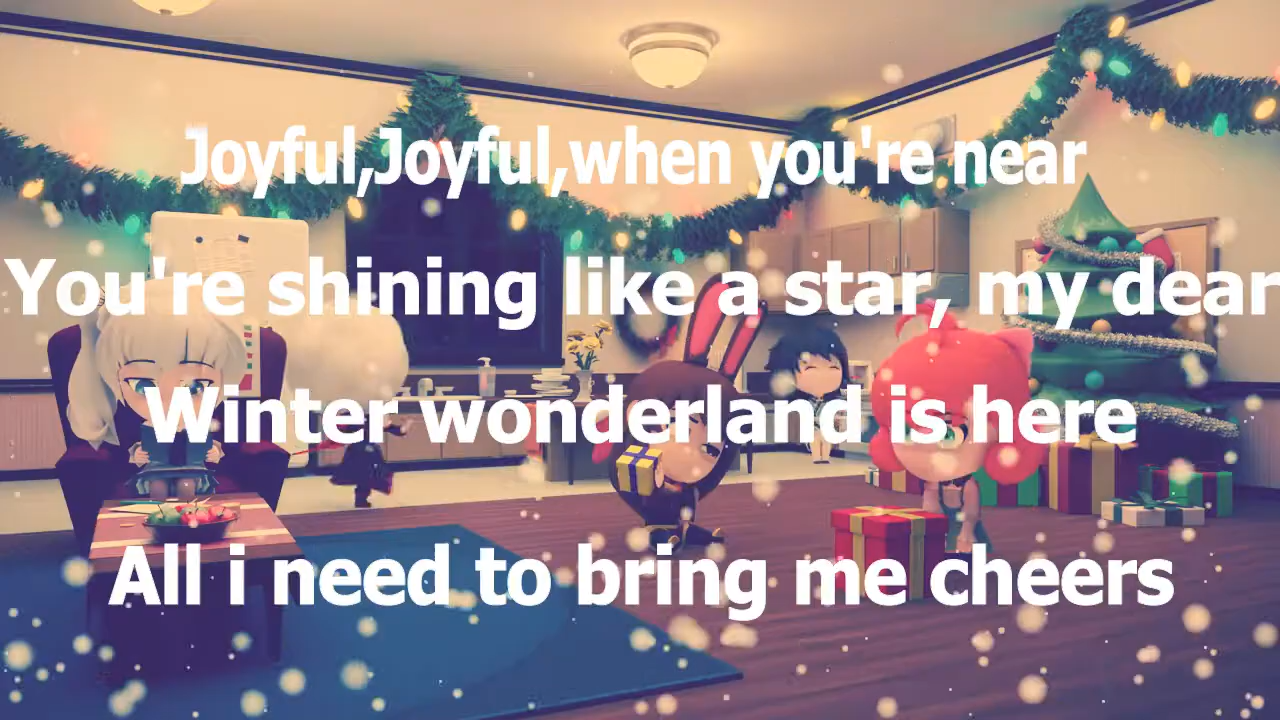 Joyful,Joyful,when you're near
You're shining like a star, my dear
Winter wonderland is here
All i need to bring me cheers